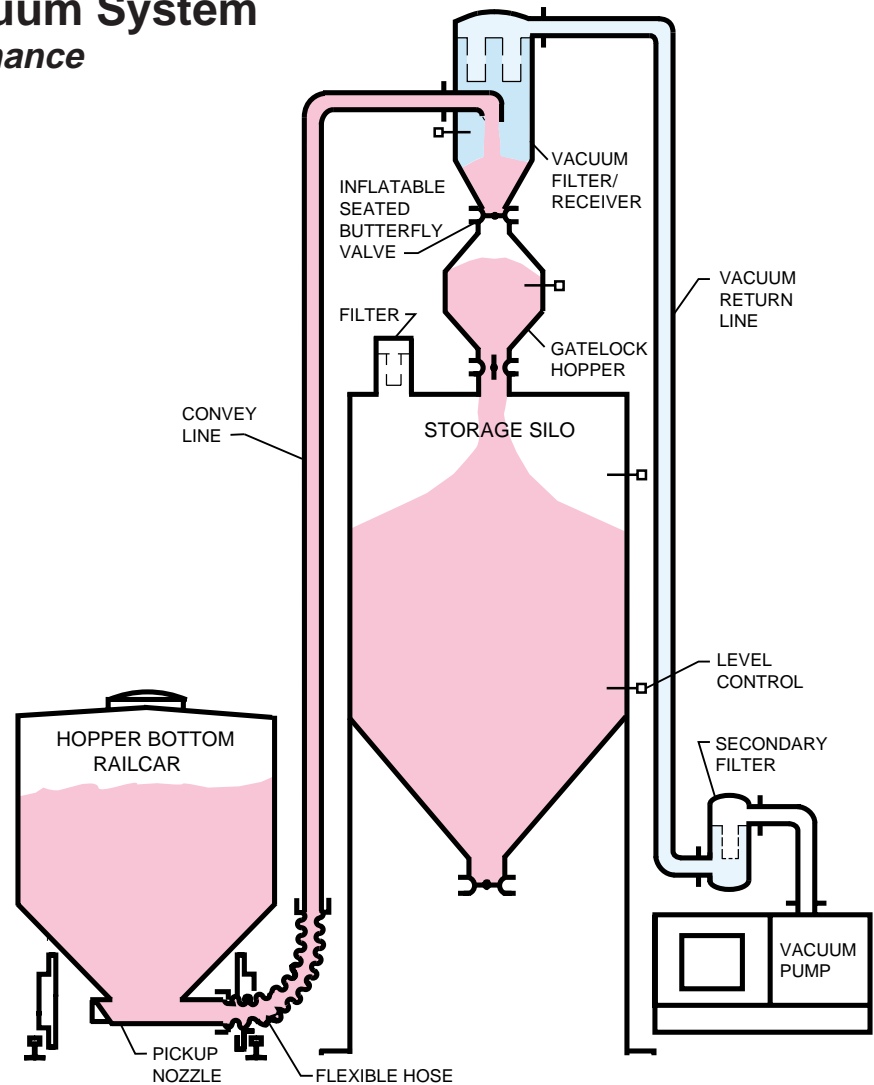 uum System
nance
VACUUM
FILTER/
RECEIVER
INFLATABLE
SEATED
BUTTERFLY
VALVE
VACUUM
RETURN
LINE
FILTER
GATELOCK
HOPPER
CONVEY
LINE
STORAGE SILO
LEVEL
CONTROL
HOPPER BOTTOM
RAILCAR
SECONDARY
FILTER
VACUUM
PUMP
PICKUP
NOZZLE
FLEXIBLE HOSE